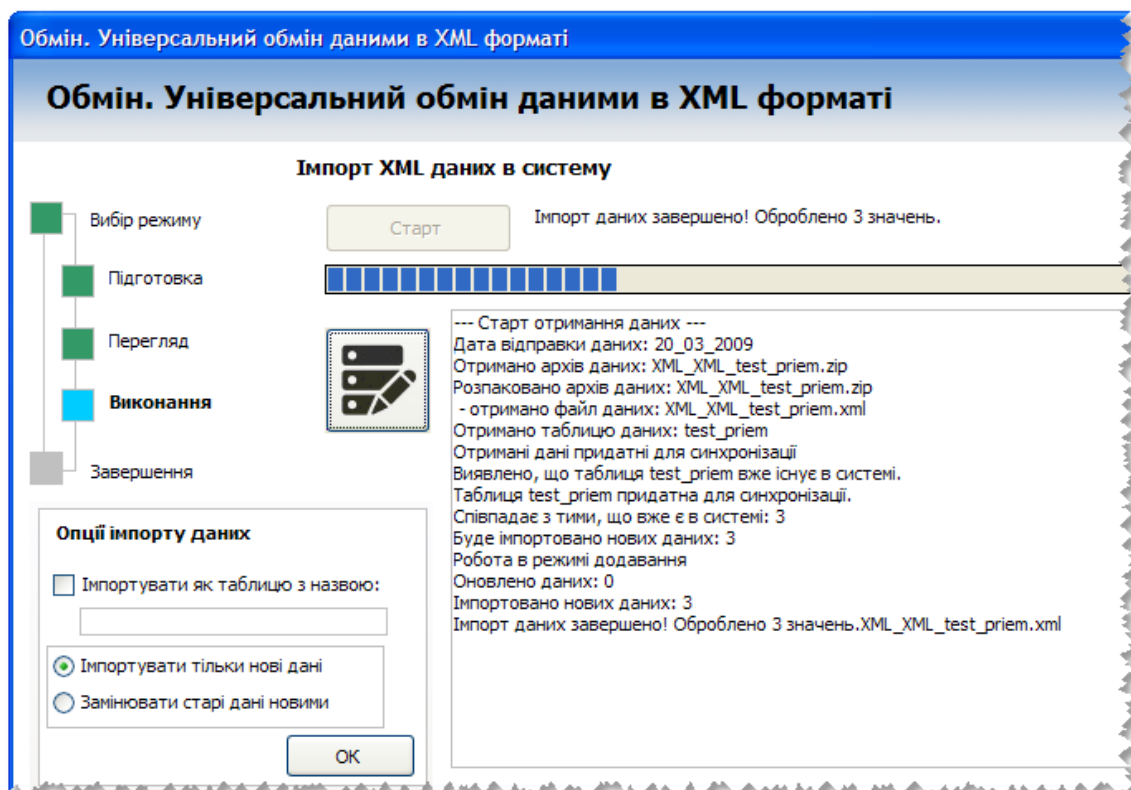 Обмін. Універсальний обмін даними в XML форматі
Обмін. Універсальний обмін даними в XML форматі
Імпорт XML даних в систему
Вибір режиму
Підготовка
Перегляд
Виконання
Завершення
Старт
Імпорт даних завершено! Оброблено 3 значень.
--- Старт отримання даних ---
Дата відправки даних: 20_03_2009
Отримано архів даних: XML_XML_test_priem.zip
Розпаковано архів даних: XML_XML_test_priem.zip
- отримано файл даних: XML_XML_test_priem.xml
Отримано таблицю даних: test_priem
Отримані дані придатні для синхронізації
Виявлено, що таблиця test_priem вже існує в системі.
Таблиця test_priem придатна для синхронізації.
Співпадає з тими, що вже є в системі: 3
Буде імпортовано нових даних: 3
Робота в режимі додавання
Оновлено даних: 0
Імпортовано нових даних: 3
Імпорт даних завершено! Оброблено 3 значень.XML_XML_test_priem.xml
Опції імпорту даних
Імпортувати як таблицю з назвою:
Імпортувати тільки нові дані
Замінювати старі дані новими
ОК